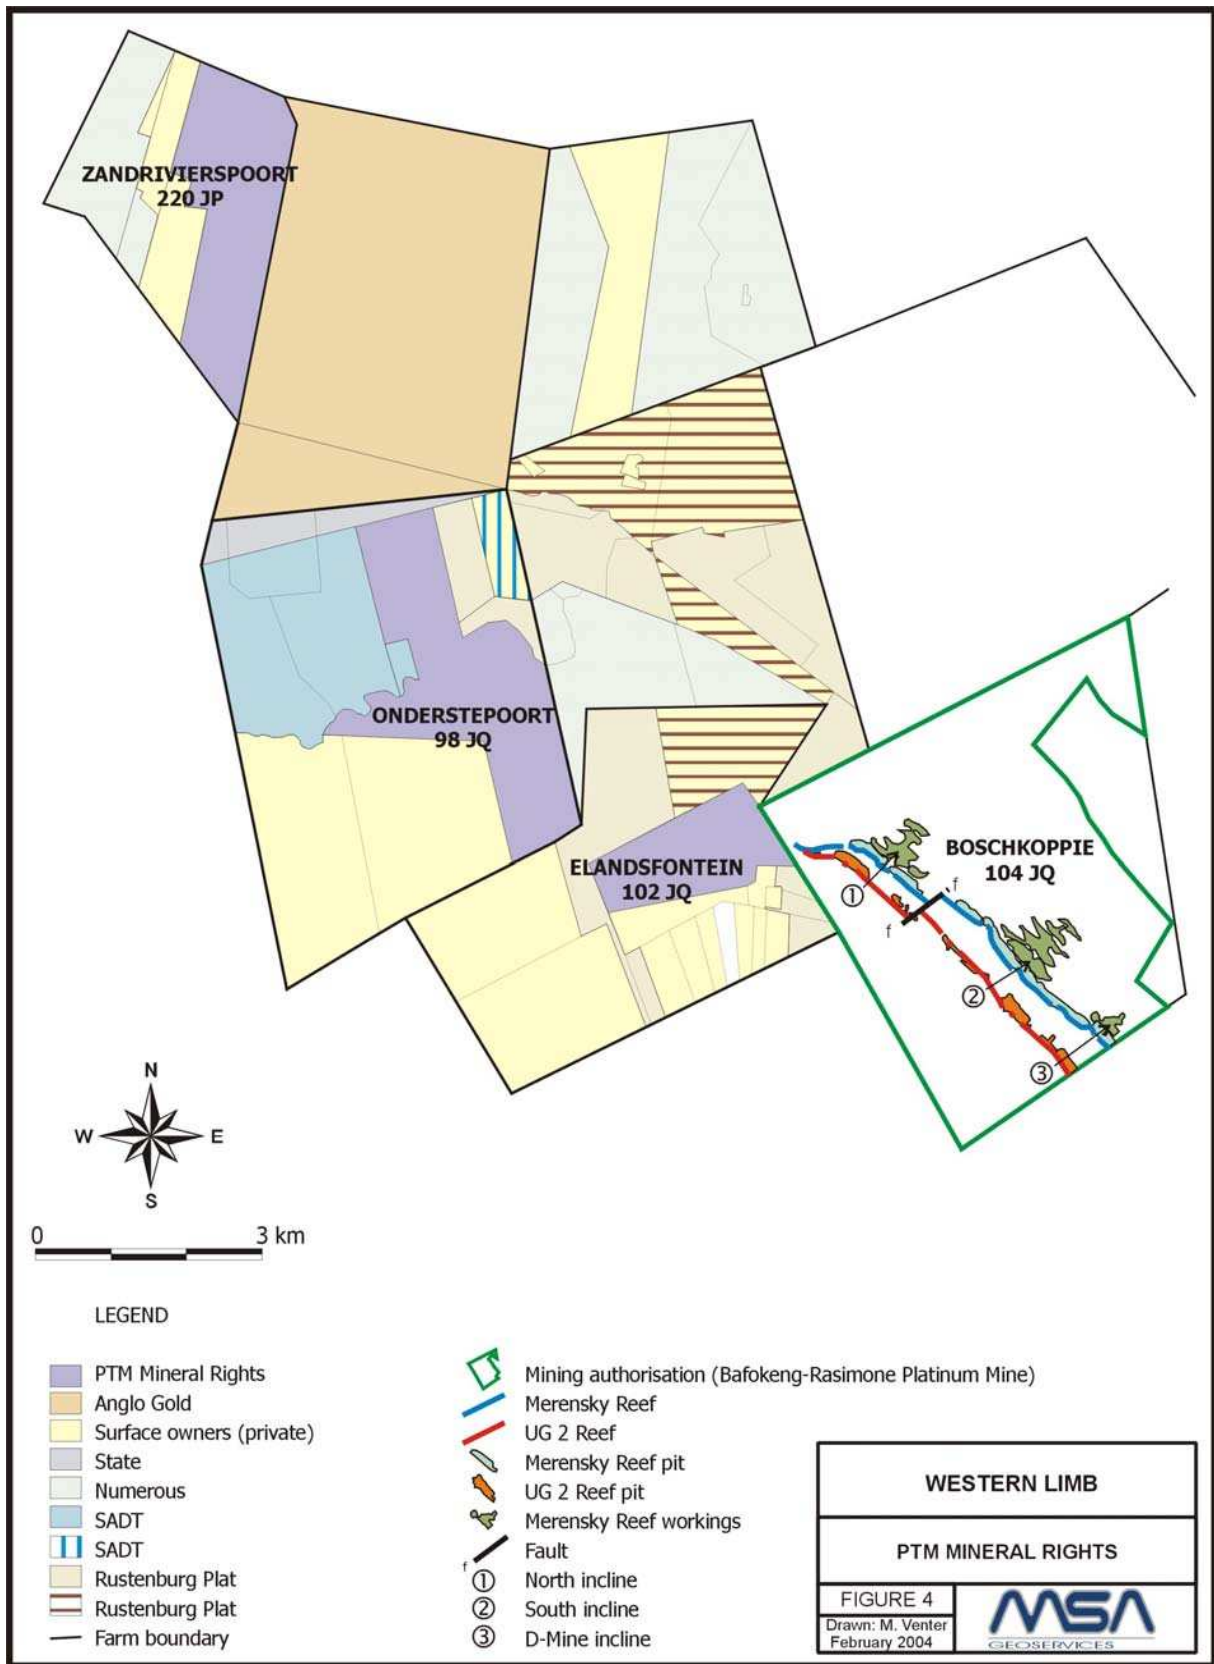 ZANDRIVIERSPOORT
220 JP
ONDERSTEPOORT
98 JQ
ELANDSFONTEIN
102 JQ
BOSCHKOPPIE
104 JQ
f
f
1
2
3
N
W
E
S
0
3 km
LEGEND
PTM Mineral Rights
Anglo Gold
Surface owners (private)
State
Numerous
SADT
SADT
Rustenburg Plat
Rustenburg Plat
Farm boundary
Mining authorisation (Bafokeng-Rasimone Platinum Mine)
Merensky Reef
UG 2 Reef
Merensky Reef pit
UG 2 Reef pit
Merensky Reef workings
f Fault
1 North incline
2 South incline
3 D-Mine incline
WESTERN LIMB
PTM MINERAL RIGHTS
FIGURE 4
Drawn: M. Venter
February 2004
MSA
GEOSERVICES